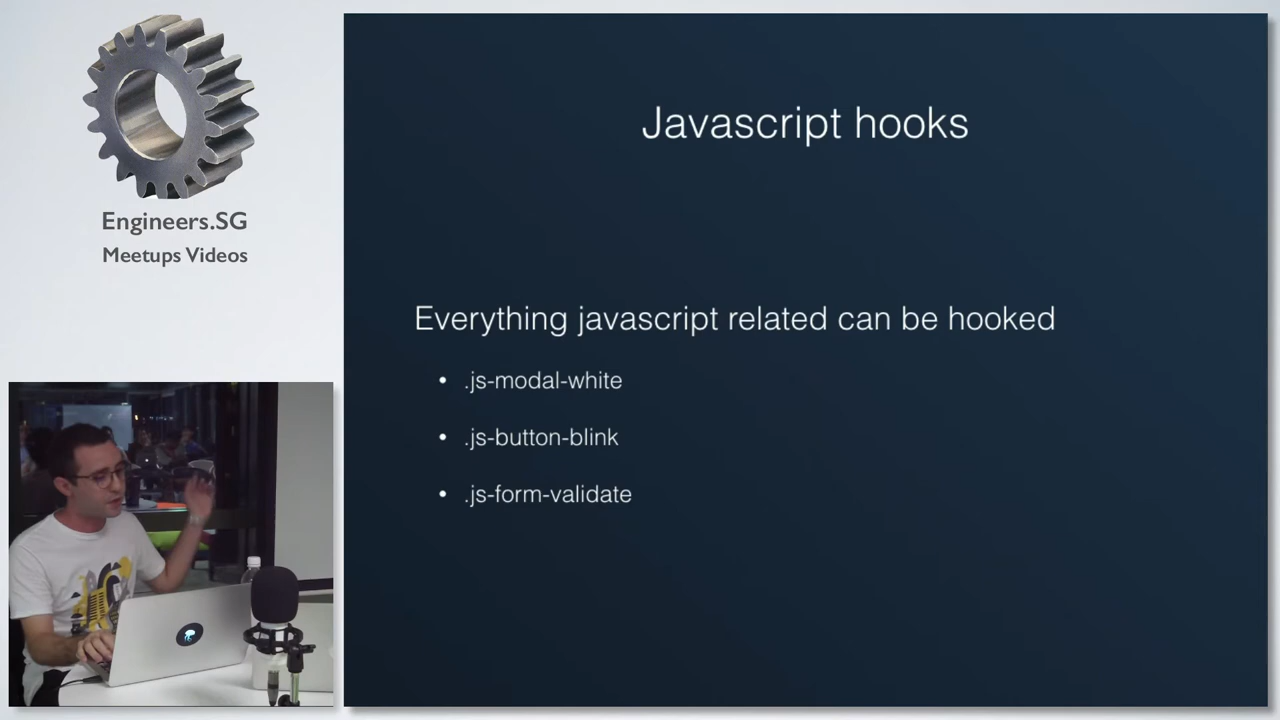 Engineers.SG
Meetups Videos
Javascript hooks
Everything javascript related can be hooked
• .js-modal-white
• .js-button-blink
• .js-form-validate